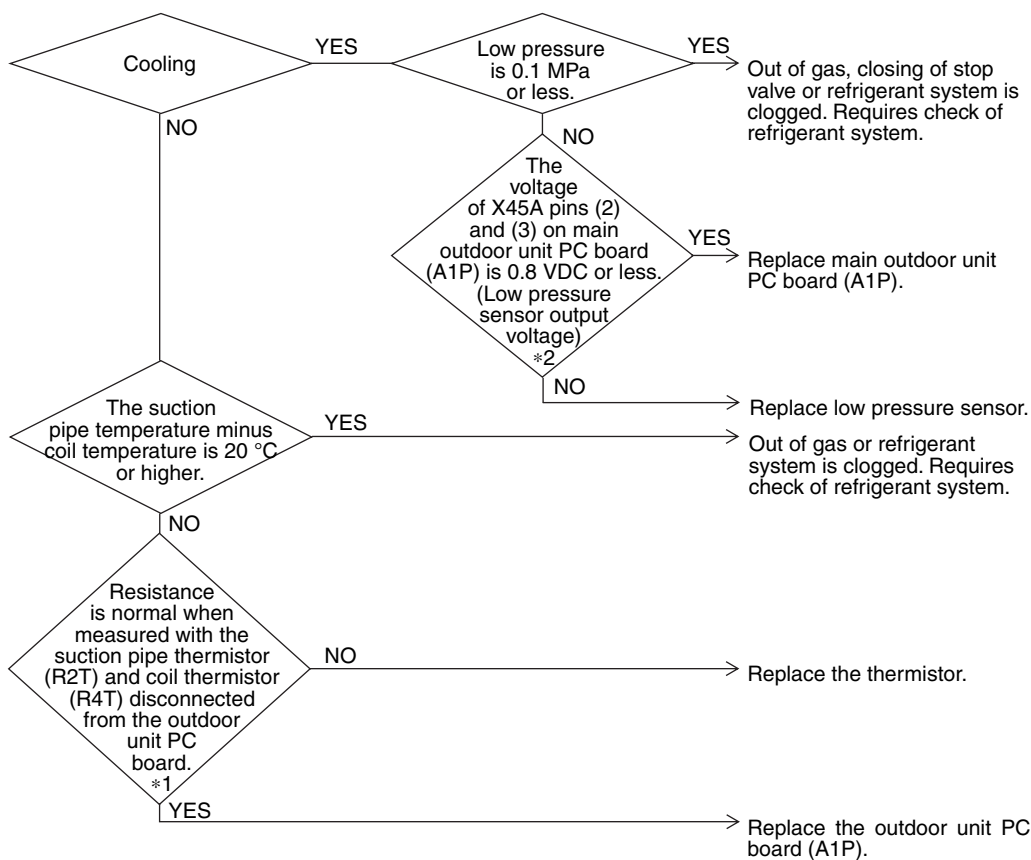 Cooling
YES
Low pressure
is 0.1 MPa
or less.
YES
Out of gas, closing of stop
valve or refrigerant system is
clogged. Requires check of
refrigerant system.
NO
NO
The
voltage
of X45A pins (2)
and (3) on main
outdoor unit PC board
(A1P) is 0.8 VDC or less.
(Low pressure
sensor output
voltage)
*2
YES
Replace main outdoor unit
PC board (A1P).
NO
Replace low pressure sensor.
The suction
pipe temperature minus
coil temperature is 20 °C
or higher.
YES
Out of gas or refrigerant
system is clogged. Requires
check of refrigerant system.
NO
Resistance
is normal when
measured with the
suction pipe thermistor
(R2T) and coil thermistor
(R4T) disconnected
from the outdoor
unit PC
board.
*1
NO
Replace the thermistor.
YES
Replace the outdoor unit PC
board (A1P).